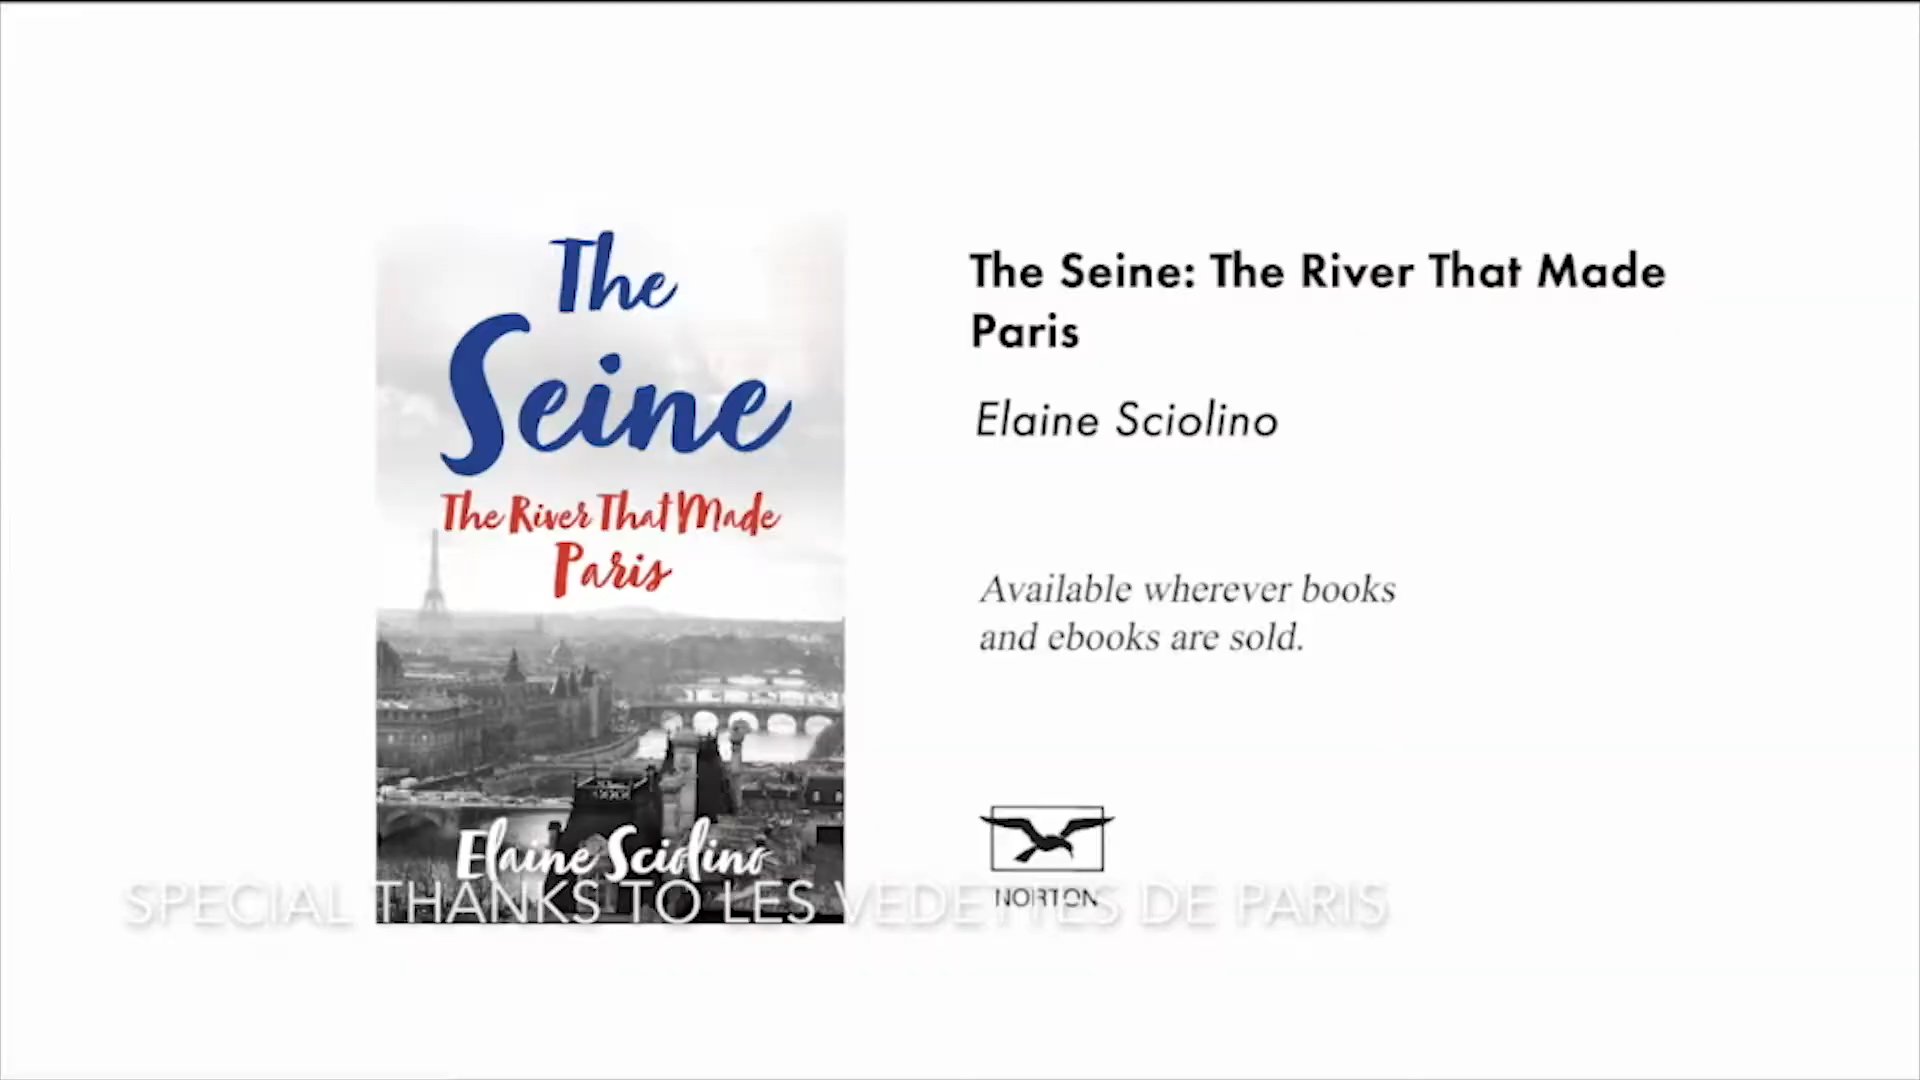 The
Seine
The River That Made
Paris
Elaine Sciolino
The Seine: The River That Made
Paris
Elaine Sciolino
Available wherever books
and ebooks are sold.
NORTON
SPECIAL THANKS TO LES VEDETTES DE PARIS